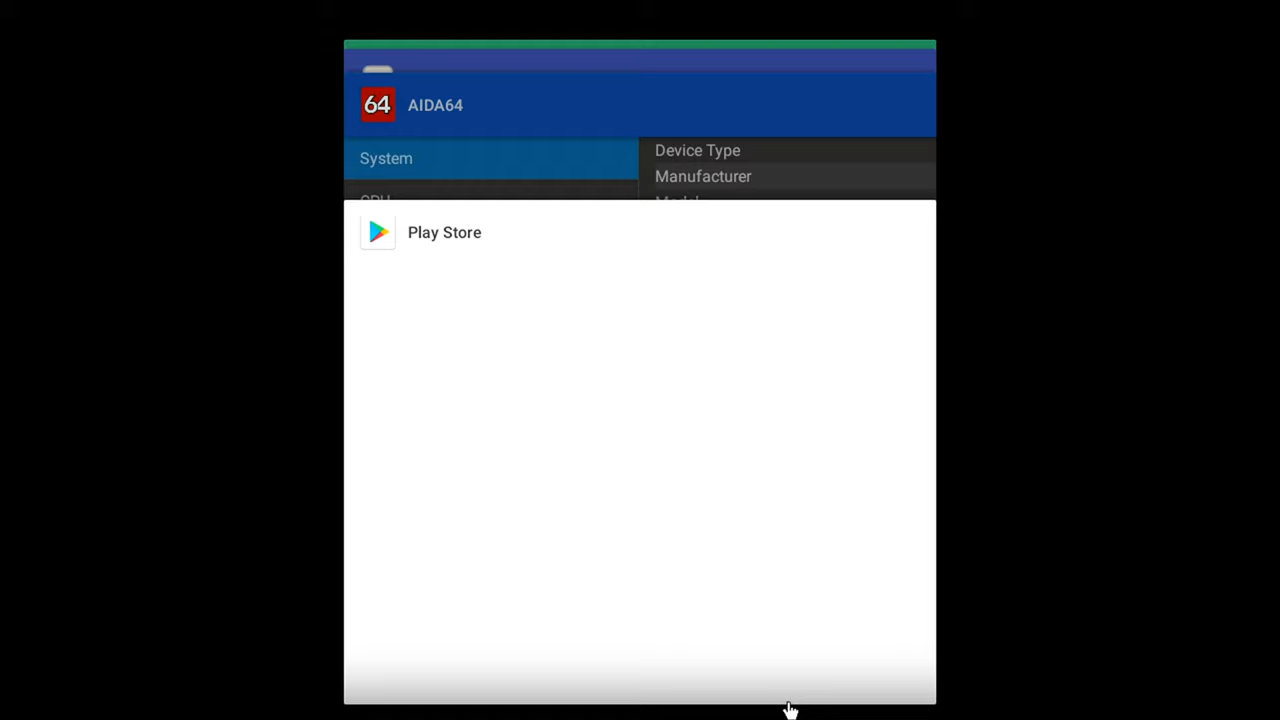 64 AIDA64
System
Device Type
Manufacturer
Play Store